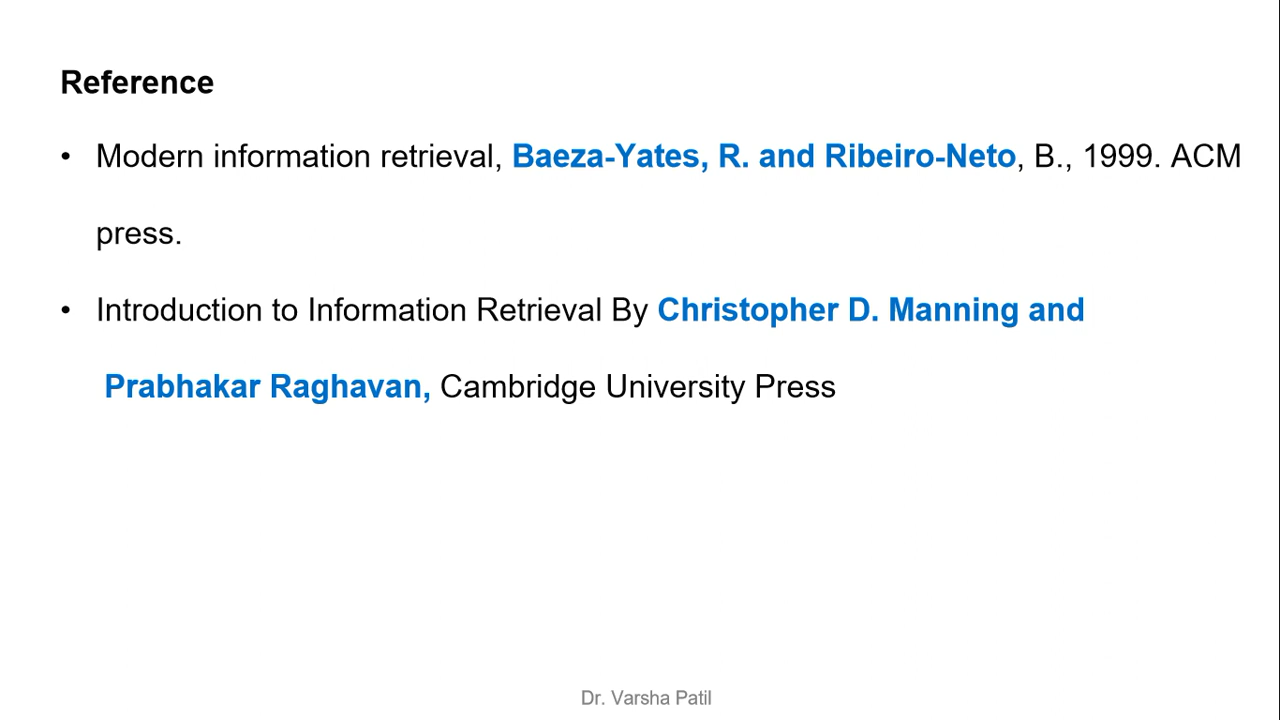 Reference
• Modern information retrieval, Baeza-Yates, R. and Ribeiro-Neto, B., 1999. ACM
press.
• Introduction to Information Retrieval By Christopher D. Manning and
Prabhakar Raghavan, Cambridge University Press
Dr. Varsha Patil